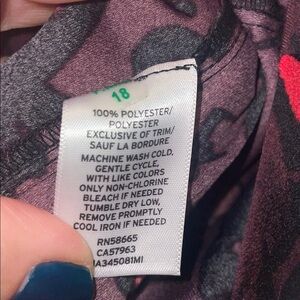 18
100% POLYESTER/
POLYESTER
EXCLUSIVE OF TRIM/
SAUF LA BORDURE
MACHINE WASH COLD,
GENTLE CYCLE,
WITH LIKE COLORS
ONLY NON-CHLORINE
BLEACH IF NEEDED
TUMBLE DRY LOW,
REMOVE PROMPTLY
COOL IRON IF NEEDED
RN58665
CA57963
IA345081MI